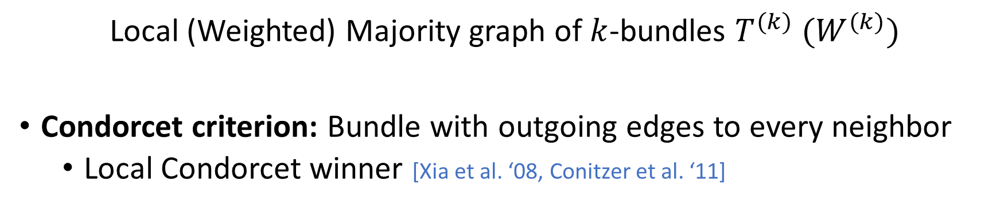 Local (Weighted) Majority graph of k-bundles T^(k) (W^(k))
• Condorcet criterion: Bundle with outgoing edges to every neighbor
• Local Condorcet winner [Xia et al. ‘08, Conitzer et al. ‘11]